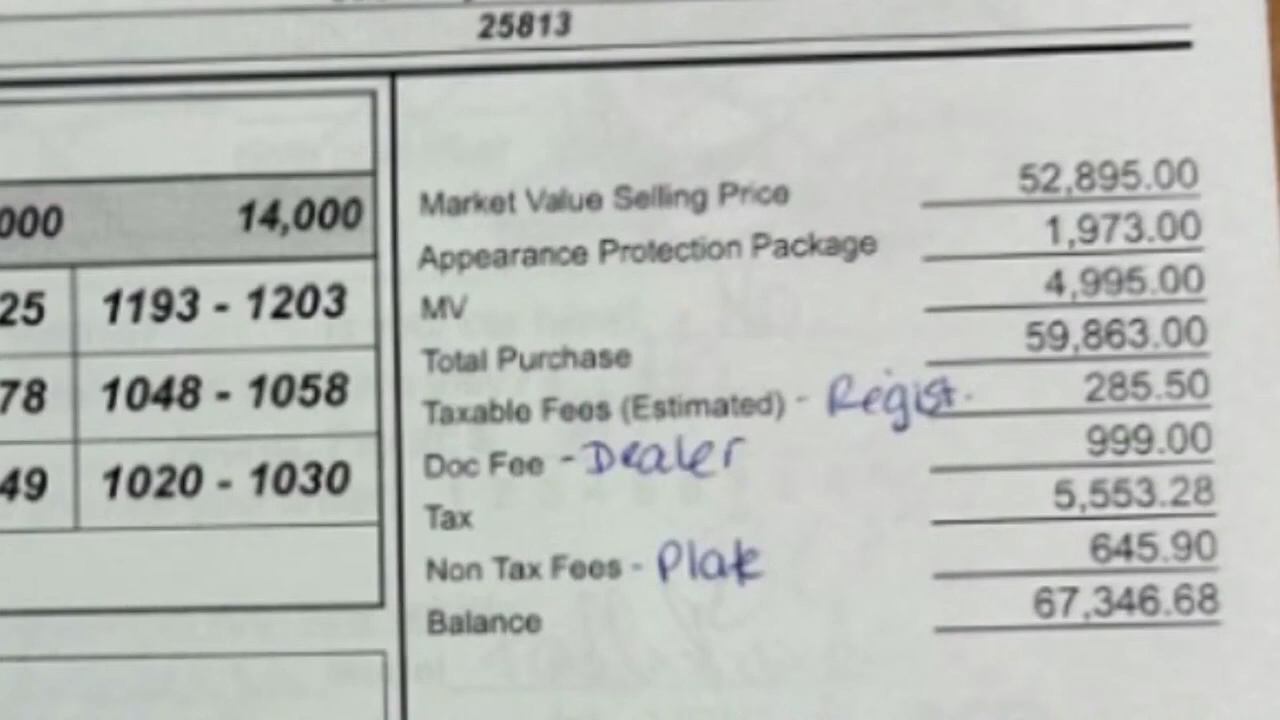 25813
000 14,000
25 1193 - 1203
78 1048 - 1058
49 1020 - 1030
Market Value Selling Price 52,895.00
Appearance Protection Package 1,973.00
MV 4,995.00
Total Purchase 59,863.00
Taxable Fees (Estimated) - Regist. 285.50
Doc Fee - Dealer 999.00
Tax 5,553.28
Non Tax Fees - Plate 645.90
Balance 67,346.68